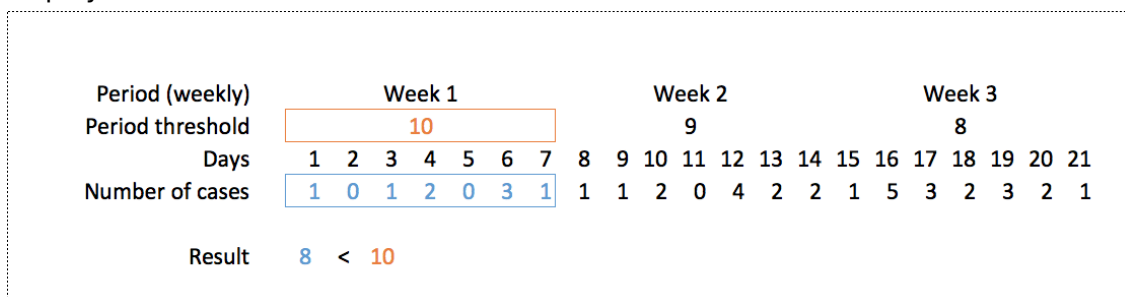 Period (weekly) Week 1 Week 2 Week 3
Period threshold 10 9 8
Days 1 2 3 4 5 6 7 8 9 10 11 12 13 14 15 16 17 18 19 20 21
Number of cases 1 0 1 2 0 3 1 1 1 2 0 4 2 2 1 5 3 2 3 2 1
Result 8 < 10